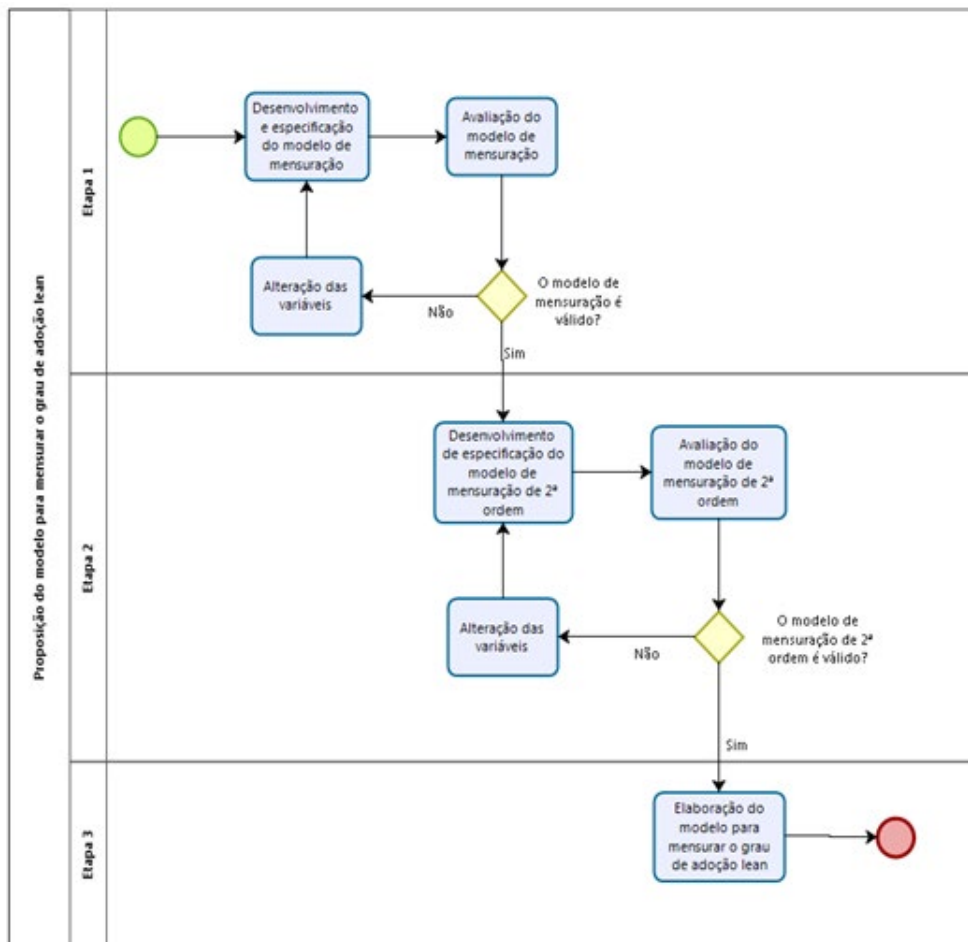 Proposição do modelo para mensurar o grau de adoção lean
Etapa 1
Desenvolvimento
e especificação
do modelo de
mensuração
Avaliação do
modelo de
mensuração
O modelo de
mensuração é
válido?
Não
Alteração das
variáveis
Sim
Etapa 2
Desenvolvimento
de especificação do
modelo de
mensuração de 2ª
ordem
Avaliação do
modelo de
mensuração de 2ª
ordem
O modelo de
mensuração de 2ª
ordem é válido?
Não
Alteração das
variáveis
Sim
Etapa 3
Elaboração do
modelo para
mensurar o grau
de adoção lean